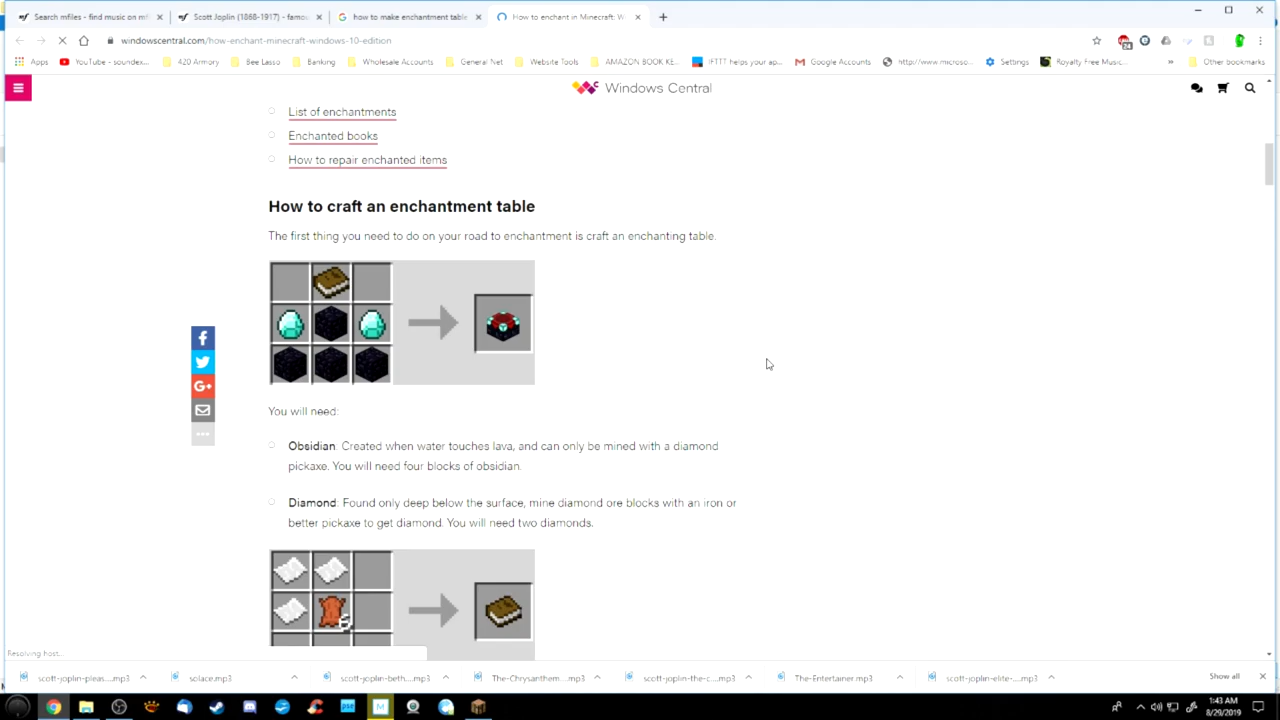 Search mfiles - find music on mf
Scott Joplin (1868-1917) - famou
how to make enchantment table
How to enchant in Minecraft: W
windowscentral.com/how-enchant-minecraft-windows-10-edition
24
Apps
YouTube - soundex...
420 Armory
Bee Lasso
Banking
Wholesale Accounts
General Net
Website Tools
AMAZON BOOK KE...
IFTTT helps your ap...
Google Accounts
http://www.microso...
Settings
Royalty Free Music...
»
Other bookmarks
Windows Central
List of enchantments
Enchanted books
How to repair enchanted items
How to craft an enchantment table
The first thing you need to do on your road to enchantment is craft an enchanting table.
You will need:
Obsidian: Created when water touches lava, and can only be mined with a diamond
pickaxe. You will need four blocks of obsidian.
Diamond: Found only deep below the surface, mine diamond ore blocks with an iron or
better pickaxe to get diamond. You will need two diamonds.
Resolving host...
scott-joplin-pleas....mp3
solace.mp3
scott-joplin-beth....mp3
The-Chrysanthem....mp3
scott-joplin-the-c....mp3
The-Entertainer.mp3
scott-joplin-elite-....mp3
Show all
1:43 AM
8/29/2019